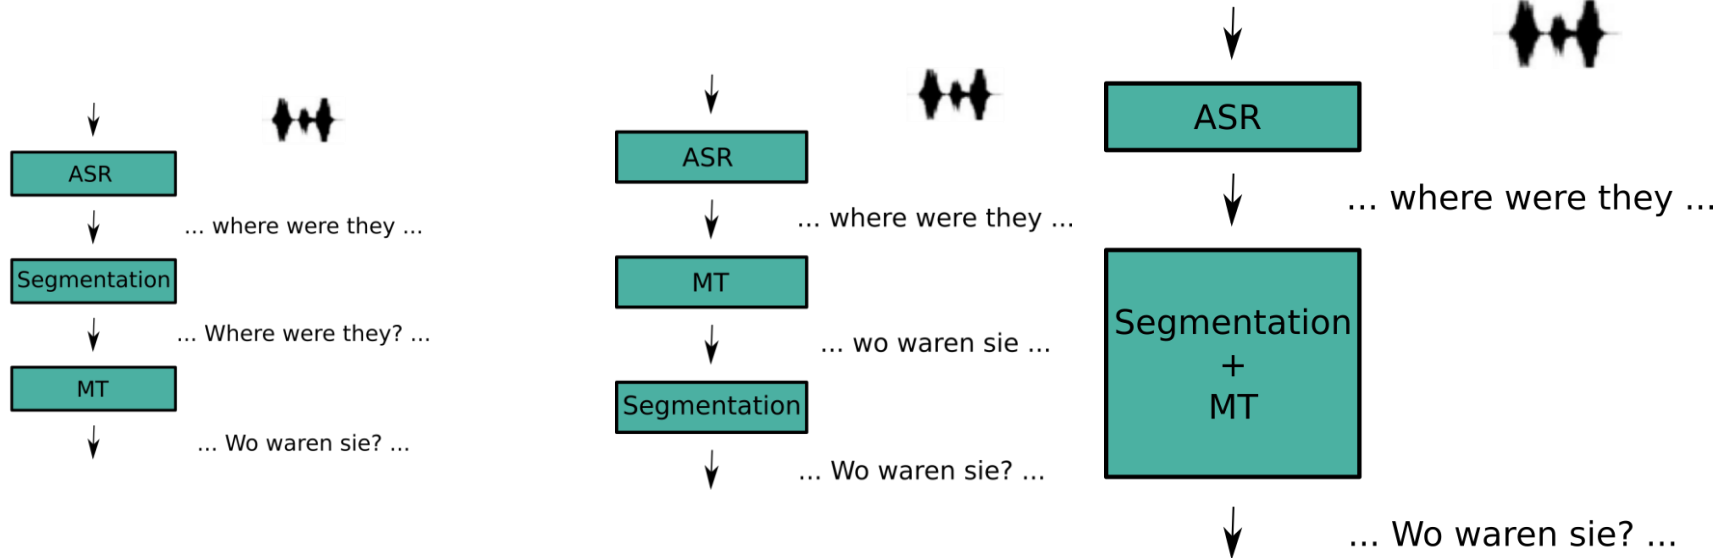 ASR
... where were they ...
Segmentation
... Where were they? ...
MT
... Wo waren sie? ...
ASR
... where were they ...
MT
... wo waren sie ...
Segmentation
... Wo waren sie? ...
ASR
... where were they ...
Segmentation
+
MT
... Wo waren sie? ...